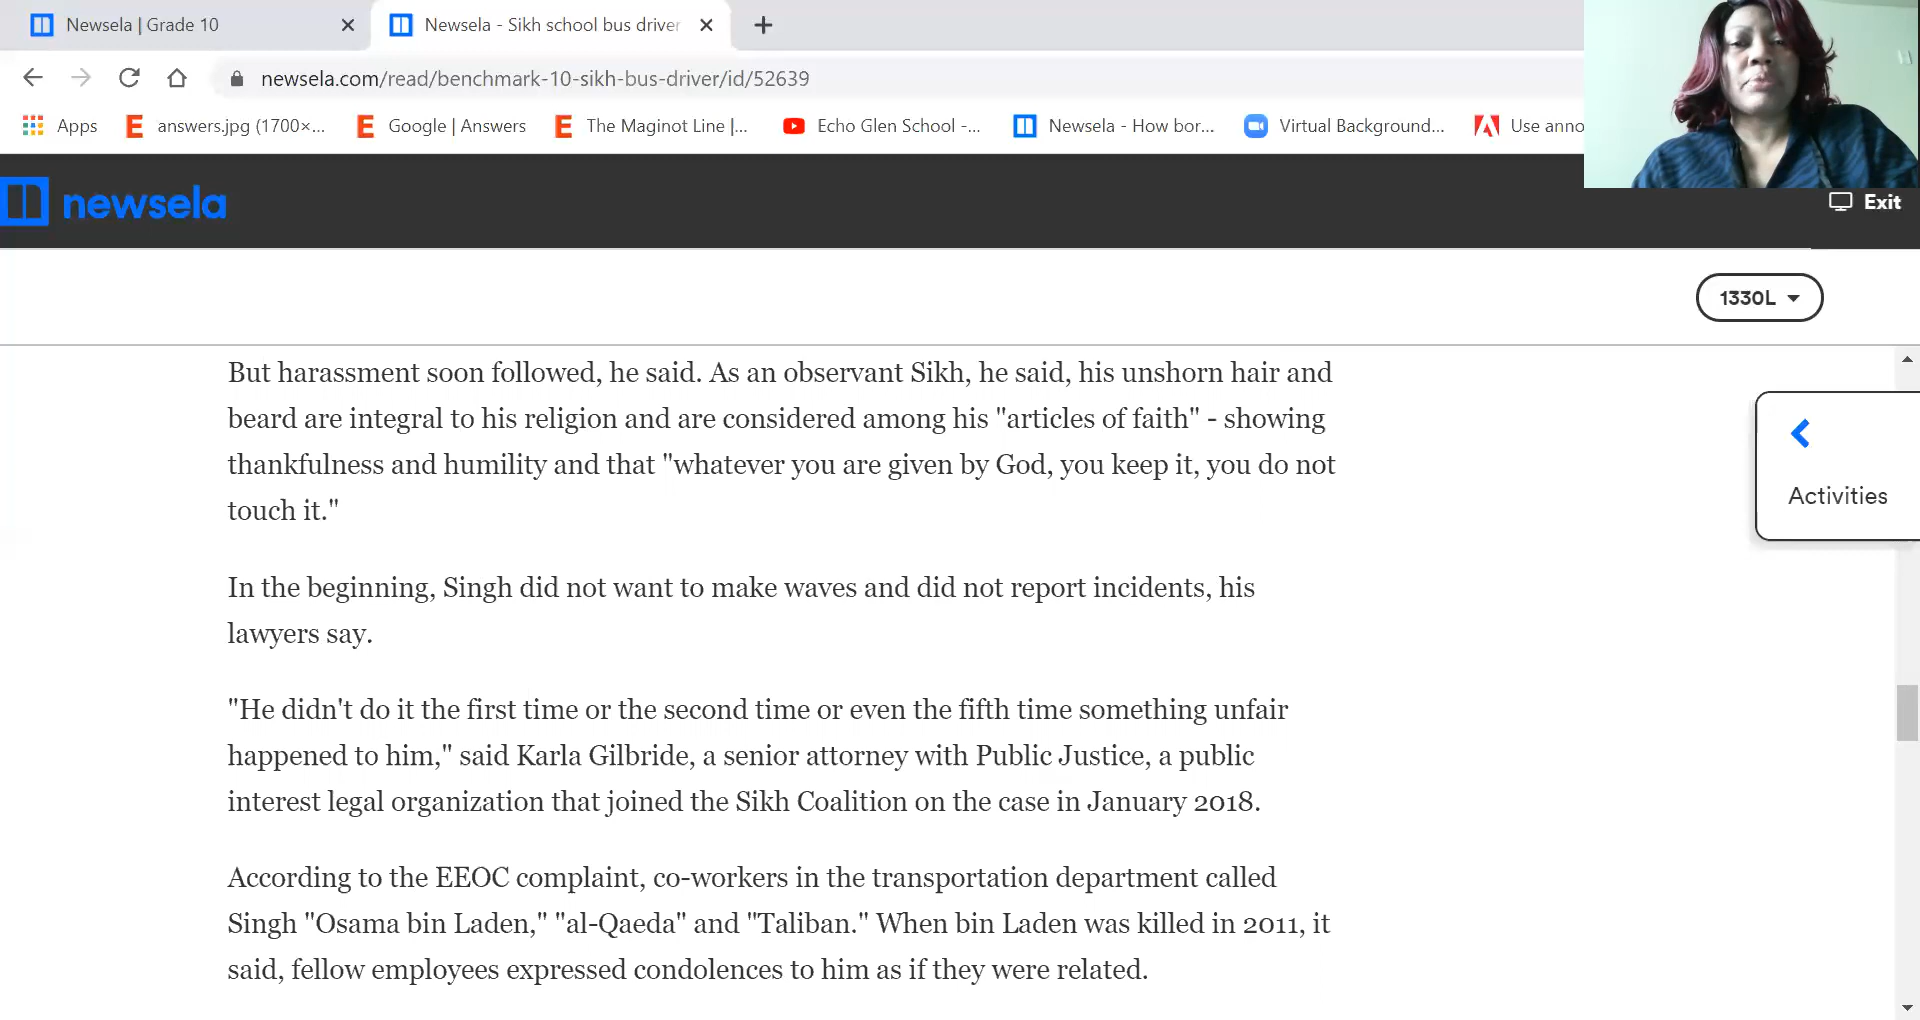 Newsela | Grade 10
Newsela - Sikh school bus driver
newsela.com/read/benchmark-10-sikh-bus-driver/id/52639
Apps
answers.jpg (1700×...
Google | Answers
The Maginot Line |...
Echo Glen School -...
Newsela - How bor...
Virtual Background...
Use anno
newsela
Exit
1330L
But harassment soon followed, he said. As an observant Sikh, he said, his unshorn hair and
beard are integral to his religion and are considered among his "articles of faith" - showing
thankfulness and humility and that "whatever you are given by God, you keep it, you do not
touch it."
Activities
In the beginning, Singh did not want to make waves and did not report incidents, his
lawyers say.
"He didn't do it the first time or the second time or even the fifth time something unfair
happened to him," said Karla Gilbride, a senior attorney with Public Justice, a public
interest legal organization that joined the Sikh Coalition on the case in January 2018.
According to the EEOC complaint, co-workers in the transportation department called
Singh "Osama bin Laden," "al-Qaeda" and "Taliban." When bin Laden was killed in 2011, it
said, fellow employees expressed condolences to him as if they were related.